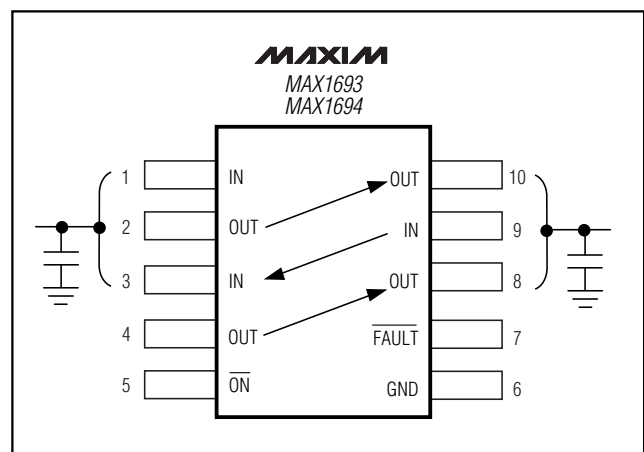 MAXIM
MAX1693
MAX1694
1 IN OUT 10
2 OUT IN 9
3 IN OUT 8
4 OUT FAULT 7
5 ON GND 6